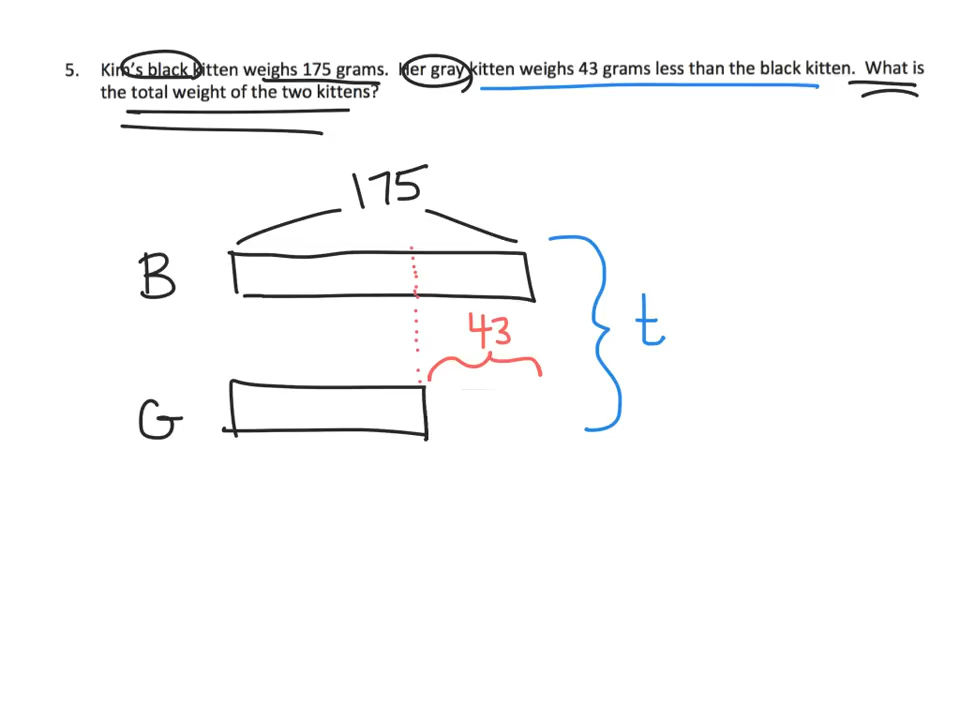 5. Kim's black kitten weighs 175 grams. Her gray kitten weighs 43 grams less than the black kitten. What is
the total weight of the two kittens?
175
B
43
t
G